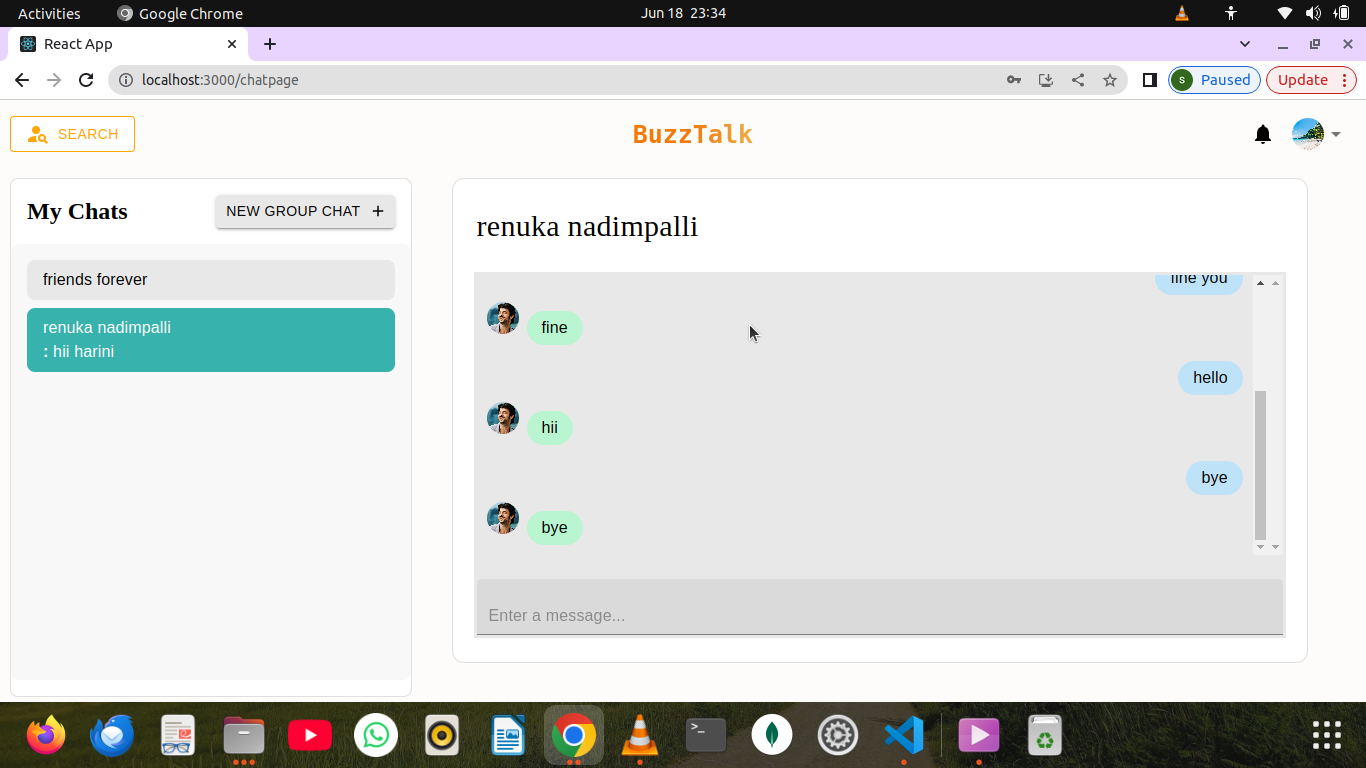 Activities
Google Chrome
Jun 18 23:34
React App
localhost:3000/chatpage
S
Paused
Update
SEARCH
BuzzTalk
My Chats
NEW GROUP CHAT +
friends forever
renuka nadimpalli
: hii harini
renuka nadimpalli
fine you
fine
hello
hii
bye
bye
Enter a message...